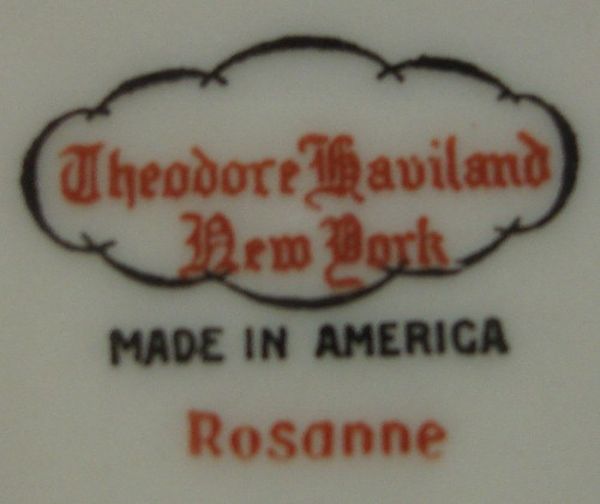 Theodore Haviland
New York
MADE IN AMERICA
Rosanne